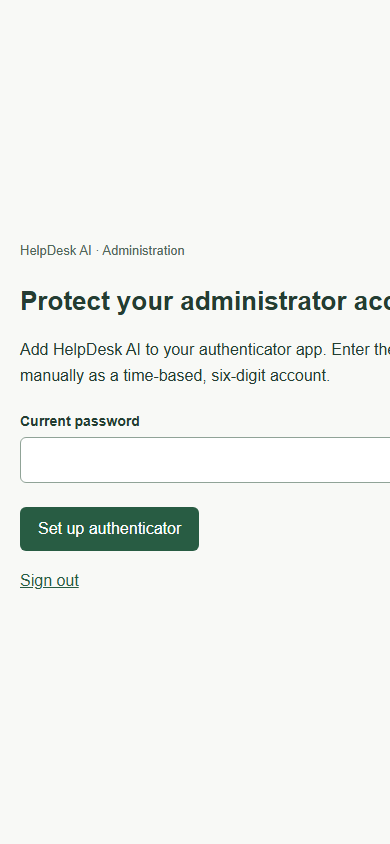 HelpDesk AI · Administration
Protect your administrator
Add HelpDesk AI to your authenticator app. Enter
manually as a time-based, six-digit account.
Current password
Set up authenticator
Sign out